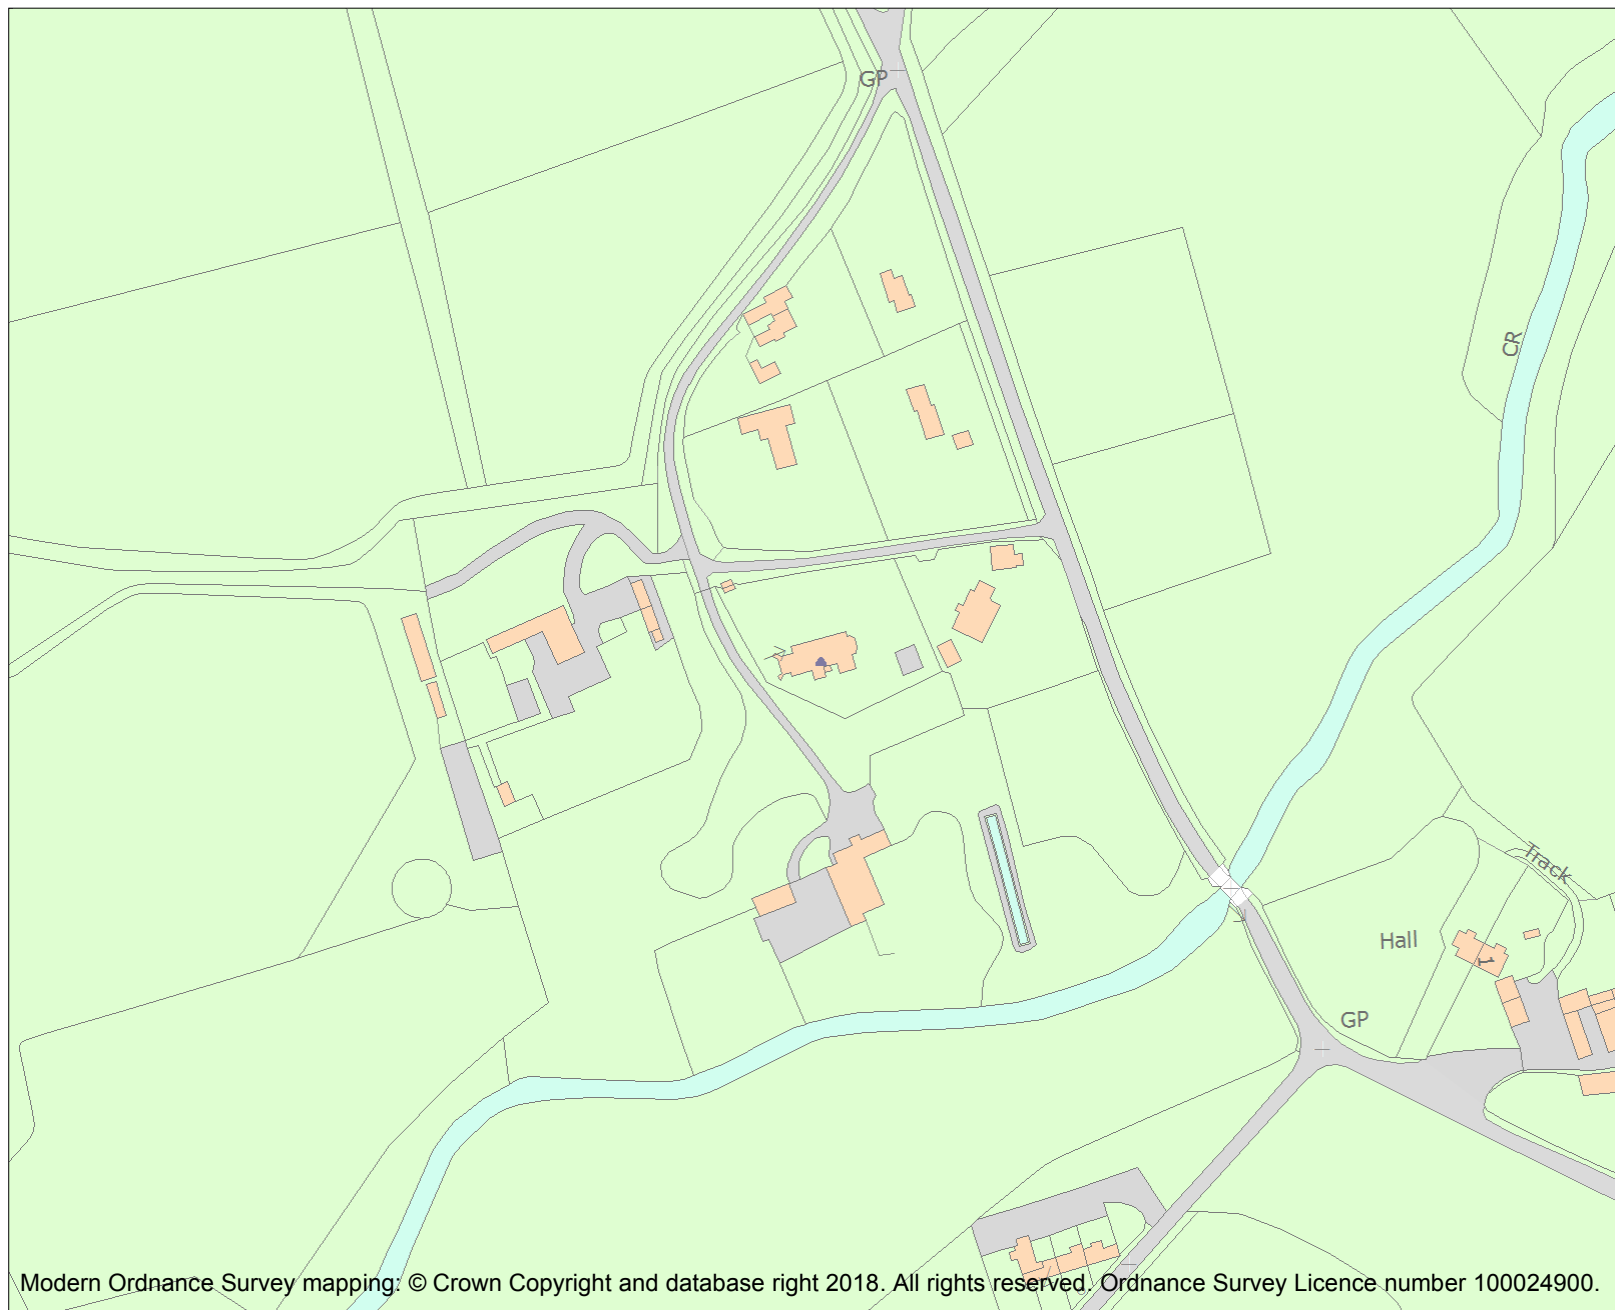 GP
CR
Track
Hall
1
GP
Modern Ordnance Survey mapping: © Crown Copyright and database right 2018. All rights reserved. Ordnance Survey Licence number 100024900.